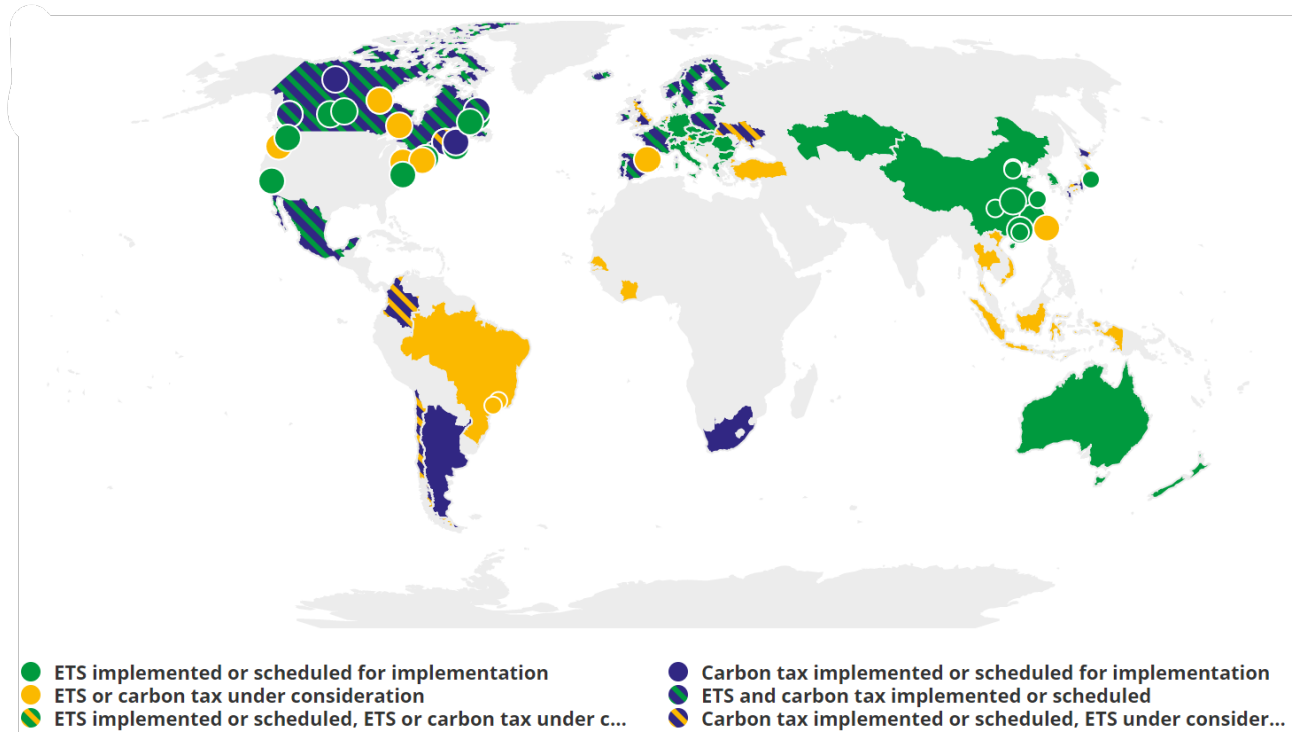 ETS implemented or scheduled for implementation
Carbon tax implemented or scheduled for implementation
ETS or carbon tax under consideration
ETS and carbon tax implemented or scheduled
ETS implemented or scheduled, ETS or carbon tax under c...
Carbon tax implemented or scheduled, ETS under consider...